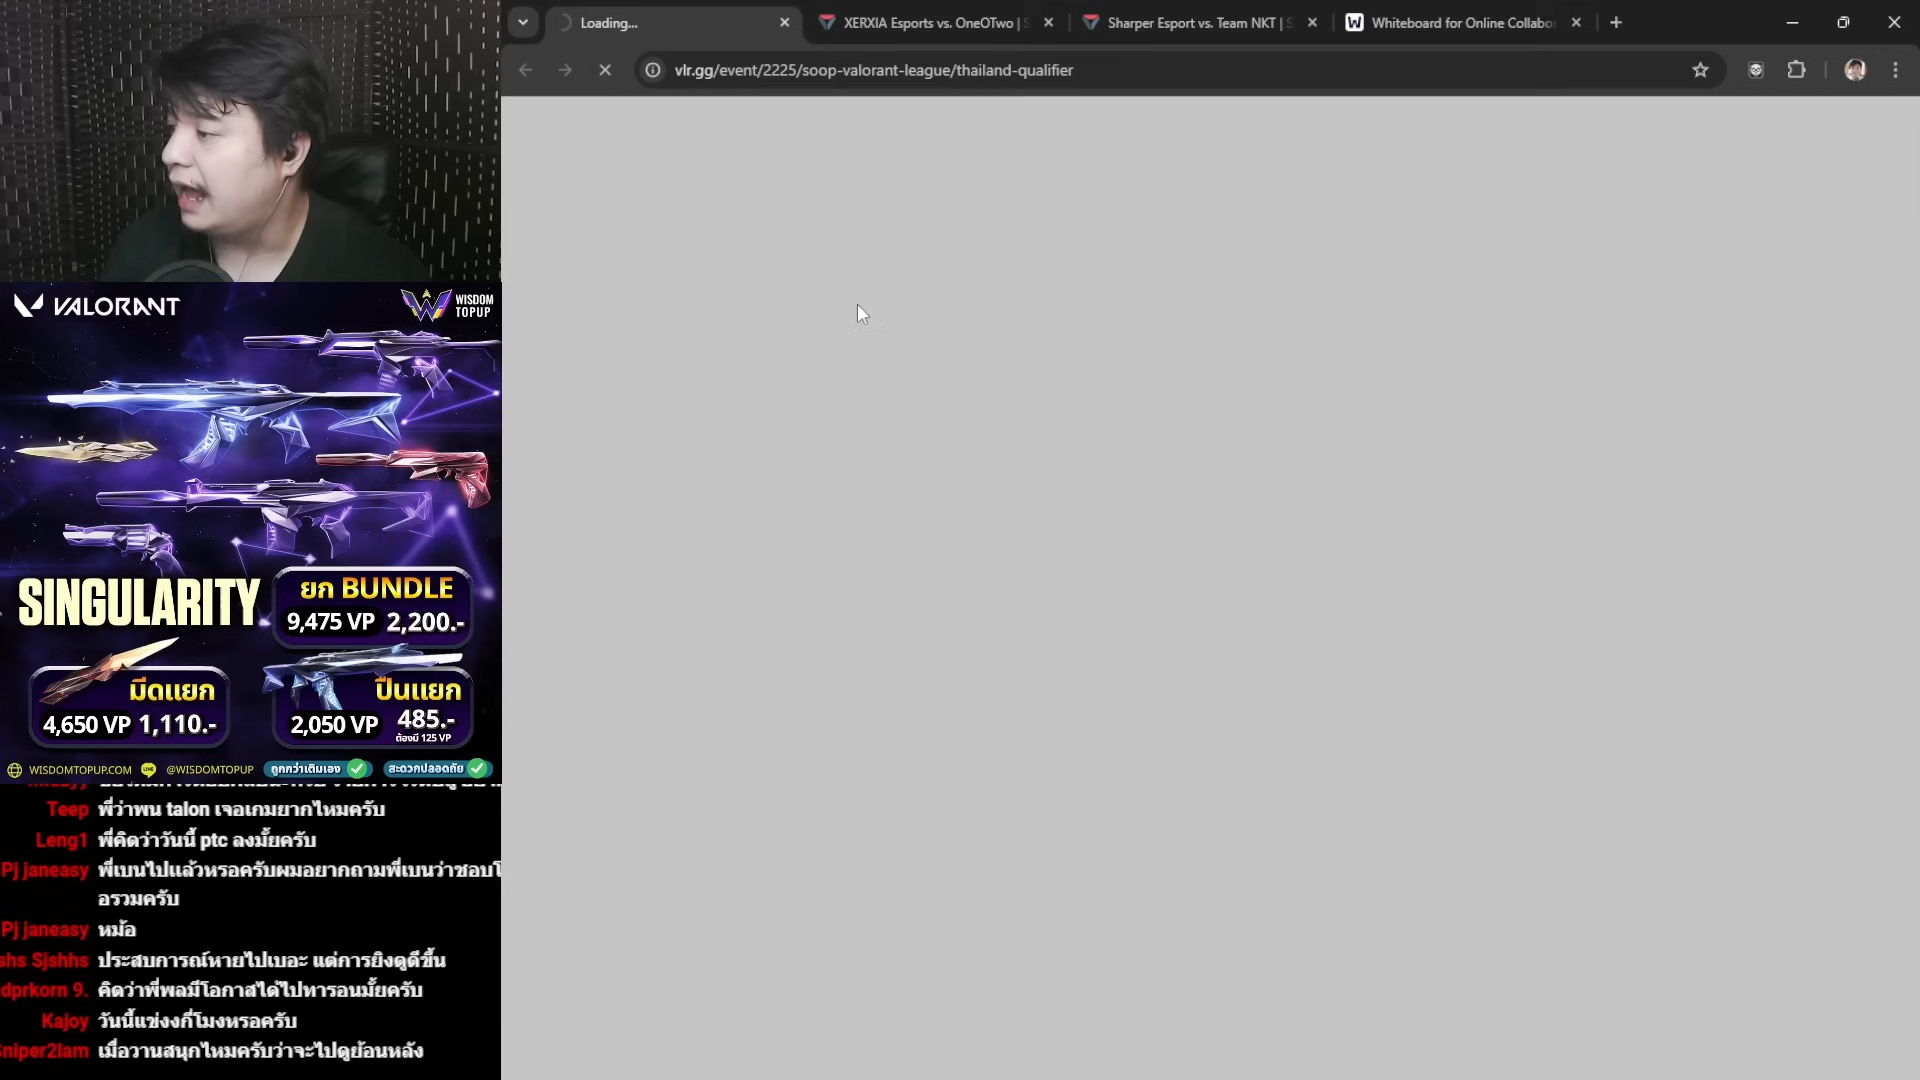 Loading...
XERXIA Esports vs. OneOTwo | S
Sharper Esport vs. Team NKT | S
Whiteboard for Online Collabo
vlr.gg/event/2225/soop-valorant-league/thailand-qualifier
VALORANT
WISDOM
TOPUP
SINGULARITY
ยก BUNDLE
9,475 VP 2,200.-
มีดแยก
4,650 VP 1,110.-
ปืนแยก
2,050 VP 485.-
ต้องมี 125 VP
WISDOMTOPUP.COM @WISDOMTOPUP ถูกกว่าเติมเอง สะดวกปลอดภัย
Teep พี่ว่าพน talon เจอเกมยากไหมครับ
Leng1 พี่คิดว่าวันนี้ ptc ลงมั้ยครับ
Pj janeasy พี่เบนไปแล้วหรอครับผมอยากถามพี่เบนว่าชอบโ
อรวมครับ
Pj janeasy หม้อ
shs Sjshhs ประสบการณ์หายไปเบอะ แต่การยิงดูดีขึ้น
dprkorn 9. คิดว่าพี่พลมีโอกาสได้ไปทารอนมั้ยครับ
Kajoy วันนี้แข่งงกี่โมงหรอครับ
niper2lam เมื่อวานสนุกไหมครับว่าจะไปดูย้อนหลัง